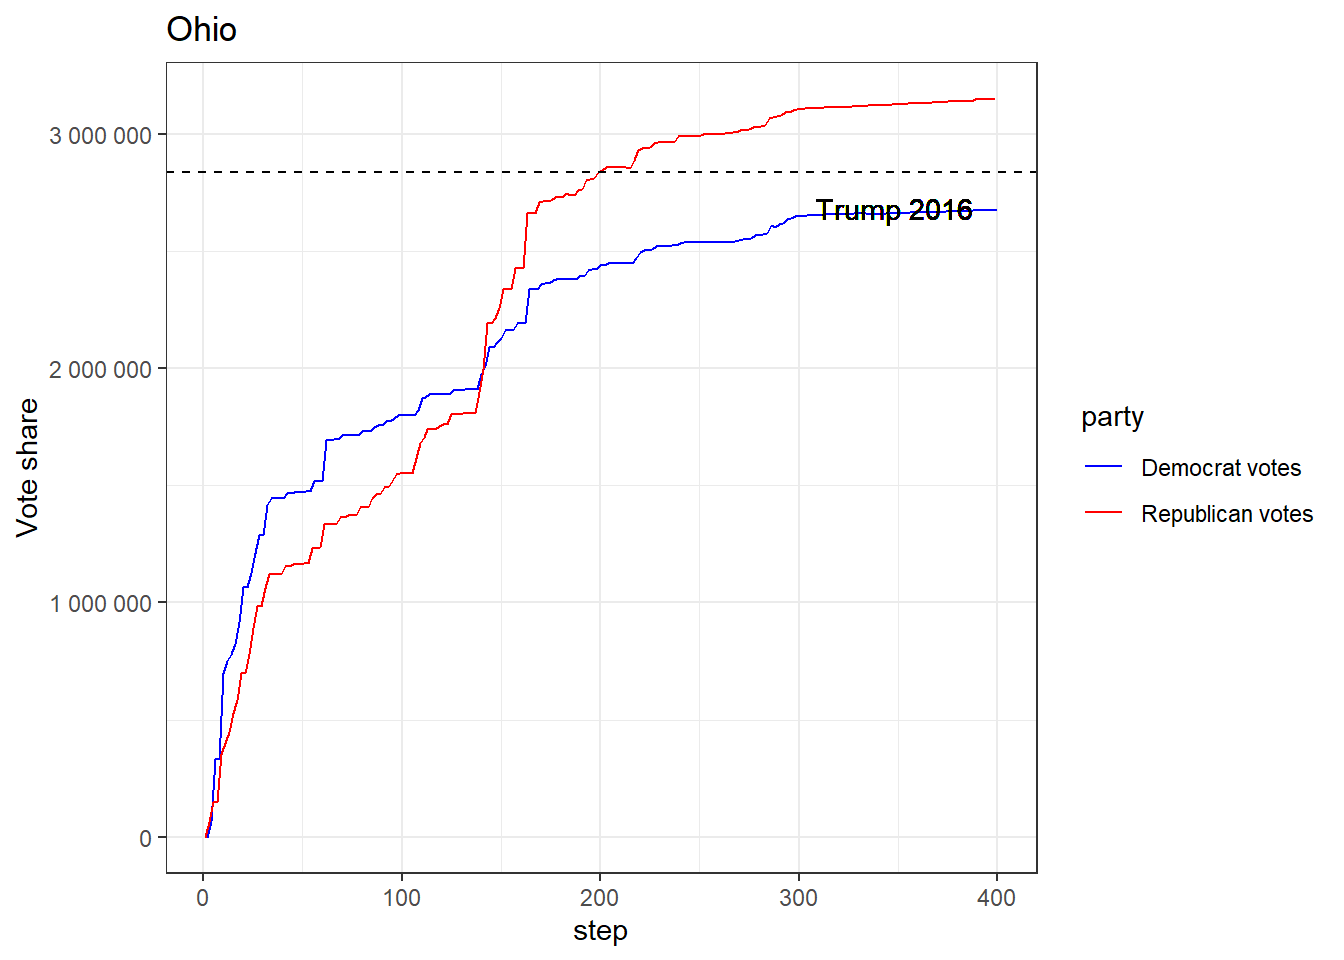 Ohio
Vote share
3 000 000
2 000 000
1 000 000
0
Trump 2016
0 100 200 300 400
step
party
Democrat votes
Republican votes